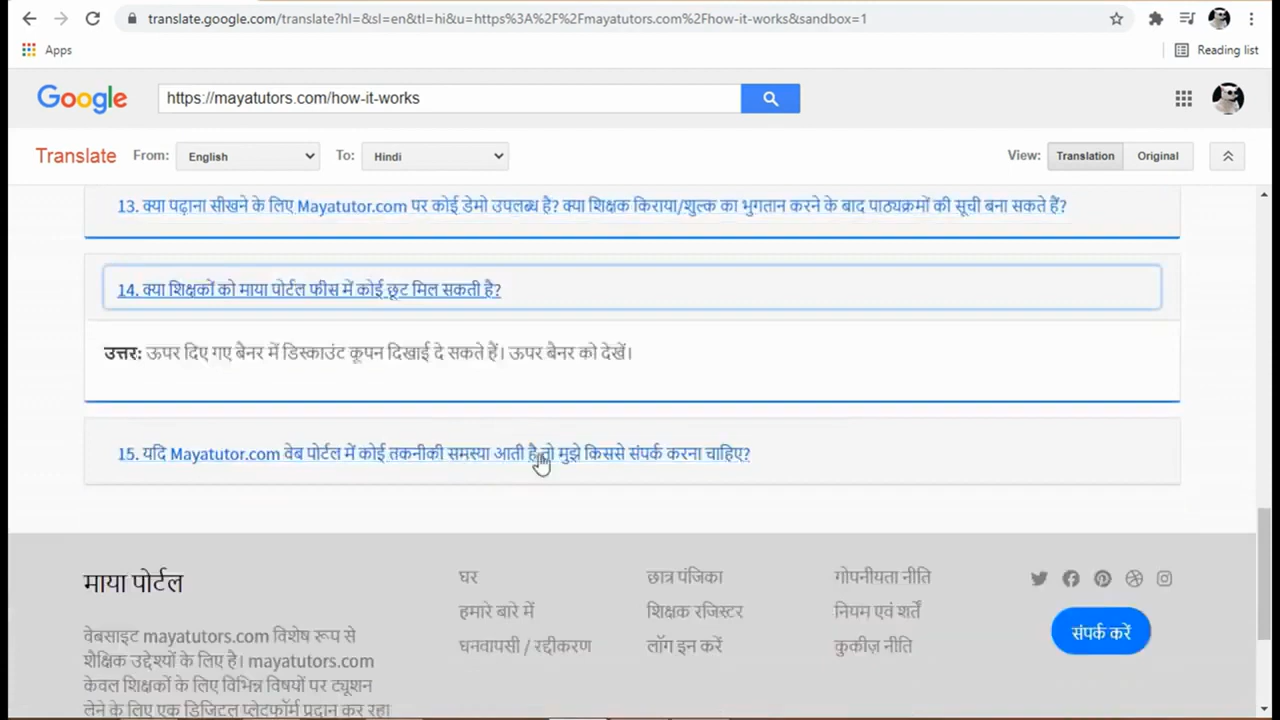 translate.google.com/translate?hl=&sl=en&tl=hi&u=https%3A%2F%2Fmayatutors.com%2Fhow-it-works&sandbox=1
Apps
Reading list
Google
https://mayatutors.com/how-it-works
Translate From: English To: Hindi View: Translation Original
13. क्या पढ़ाना सीखने के लिए Mayatutor.com पर कोई डेमो उपलब्ध है? क्या शिक्षक किराया/शुल्क का भुगतान करने के बाद पाठ्यक्रमों की सूची बना सकते हैं?
14. क्या शिक्षकों को माया पोर्टल फीस में कोई छूट मिल सकती है?
उत्तर: ऊपर दिए गए बैनर में डिस्काउंट कूपन दिखाई दे सकते हैं। ऊपर बैनर को देखें।
15. यदि Mayatutor.com वेब पोर्टल में कोई तकनीकी समस्या आती है तो मुझे किससे संपर्क करना चाहिए?
माया पोर्टल
वेबसाइट mayatutors.com विशेष रूप से
शैक्षिक उद्देश्यों के लिए है। mayatutors.com
केवल शिक्षकों के लिए विभिन्न विषयों पर ट्यूशन
लेने के लिए एक डिजिटल प्लेटफॉर्म प्रदान कर रहा
घर
हमारे बारे में
धनवापसी / रद्दीकरण
छात्र पंजिका
शिक्षक रजिस्टर
लॉग इन करें
गोपनीयता नीति
नियम एवं शर्तें
कुकीज़ नीति
संपर्क करें